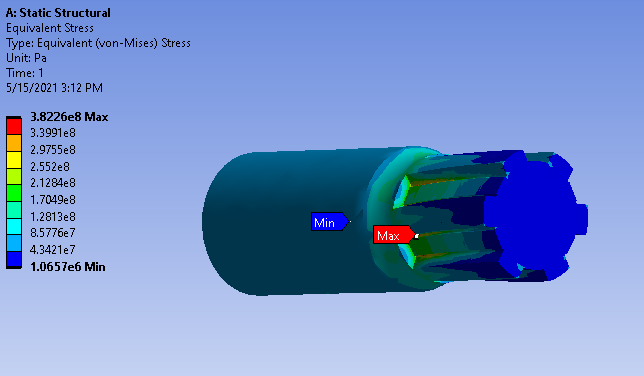 A: Static Structural
Equivalent Stress
Type: Equivalent (von-Mises) Stress
Unit: Pa
Time: 1
5/15/2021 3:12 PM
3.8226e8 Max
3.3991e8
2.9755e8
2.552e8
2.1284e8
1.7049e8
1.2813e8
8.5776e7
4.3421e7
1.0657e6 Min
Min
Max